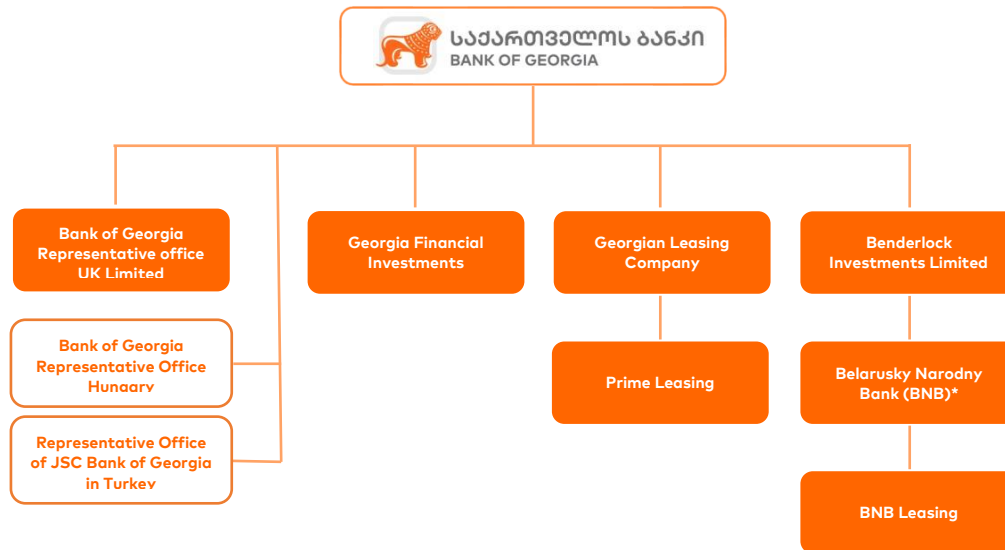 ᲡᲐᲥᲐᲠᲗᲕᲔᲚᲝᲡ ᲑᲐᲜᲙᲘ
BANK OF GEORGIA
Bank of Georgia
Representative office
UK Limited
Georgia Financial
Investments
Georgian Leasing
Company
Benderlock
Investments Limited
Bank of Georgia
Representative Office
Hungary
Prime Leasing
Belarusky Narodny
Bank (BNB)*
Representative Office
of JSC Bank of Georgia
in Turkey
BNB Leasing